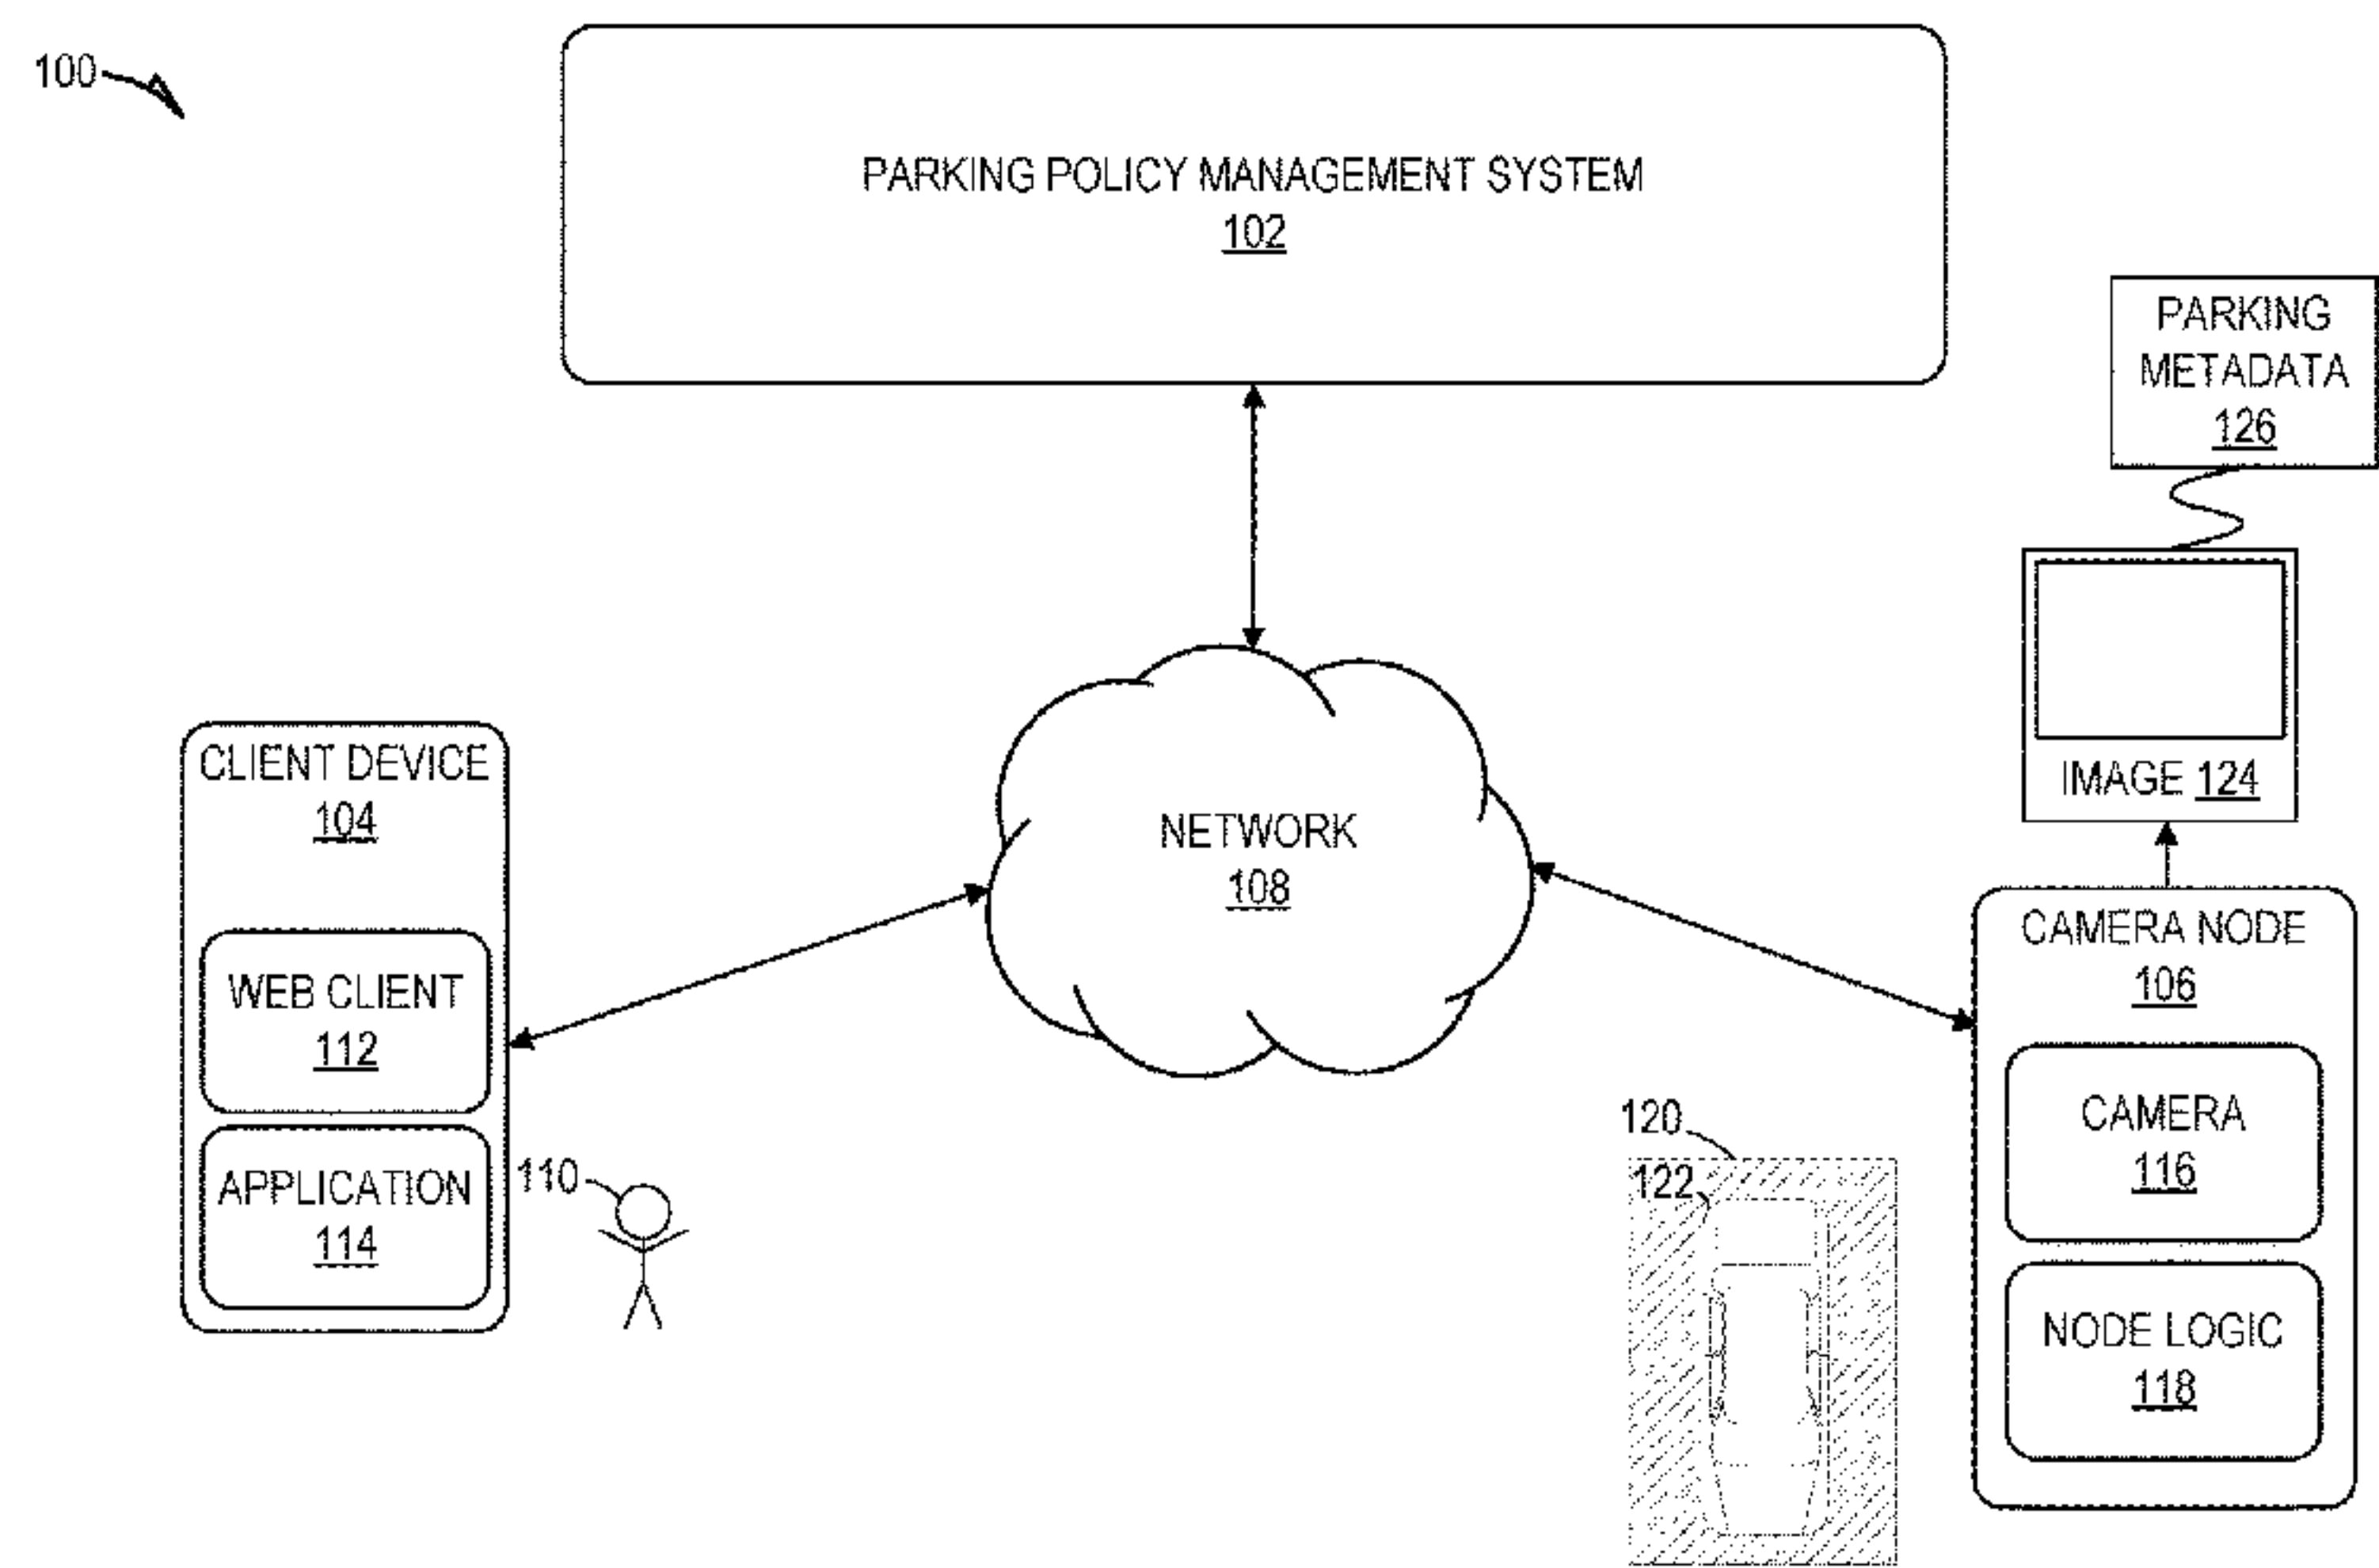 100
PARKING POLICY MANAGEMENT SYSTEM
102
PARKING
METADATA
126
IMAGE 124
CLIENT DEVICE
104
WEB CLIENT
112
APPLICATION
114
110
NETWORK
108
CAMERA NODE
106
CAMERA
116
NODE LOGIC
118
120
122